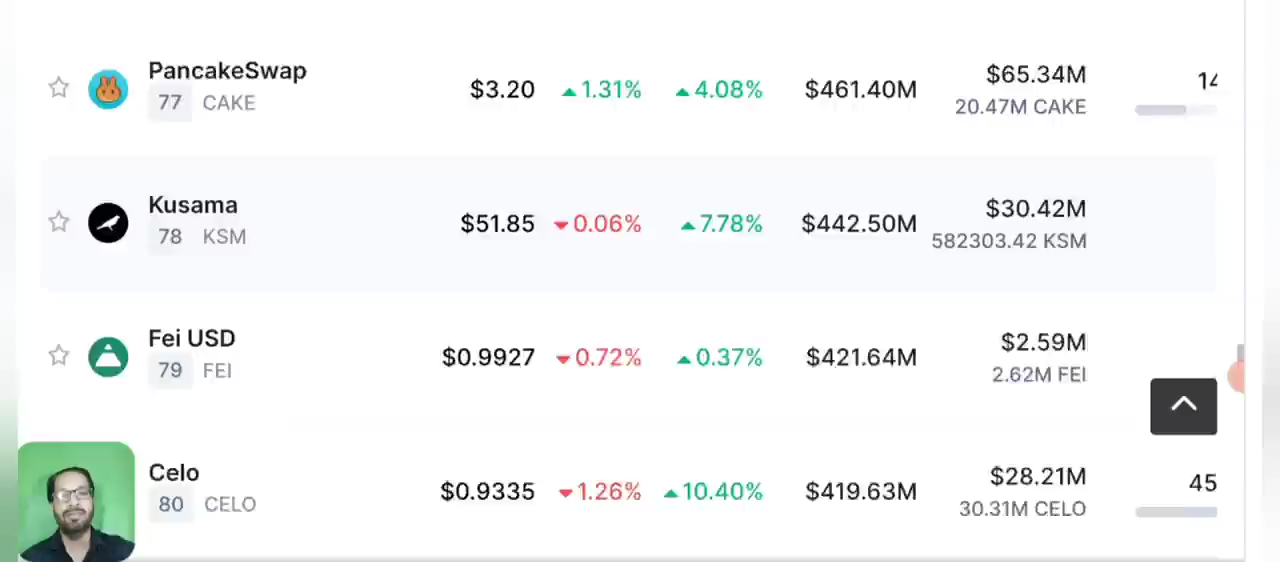 PancakeSwap
77 CAKE
$3.20 1.31% 4.08% $461.40M $65.34M
20.47M CAKE
Kusama
78 KSM
$51.85 0.06% 7.78% $442.50M $30.42M
582303.42 KSM
Fei USD
79 FEI
$0.9927 0.72% 0.37% $421.64M $2.59M
2.62M FEI
Celo
80 CELO
$0.9335 1.26% 10.40% $419.63M $28.21M
30.31M CELO
45